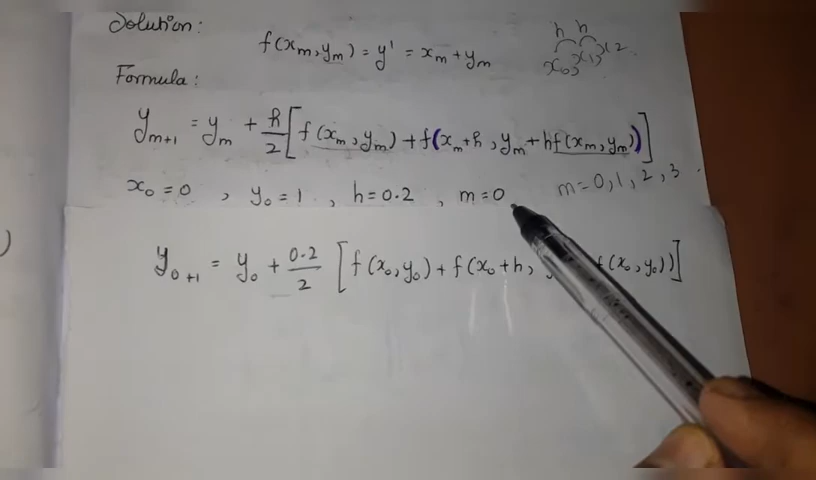 Solution:
f(xₘ,yₘ) = y' = xₘ + yₘ
h h
x₀, x₁, x2
Formula:
yₘ₊₁ = yₘ + h/2 [f(xₘ,yₘ) + f(xₘ+h, yₘ+hf(xₘ,yₘ))]
x₀ = 0 , y₀ = 1 , h = 0.2 , m = 0 m = 0, 1, 2, 3
)
y₀₊₁ = y₀ + 0.2/2 [f(x₀,y₀) + f(x₀+h, f(x₀,y₀))]